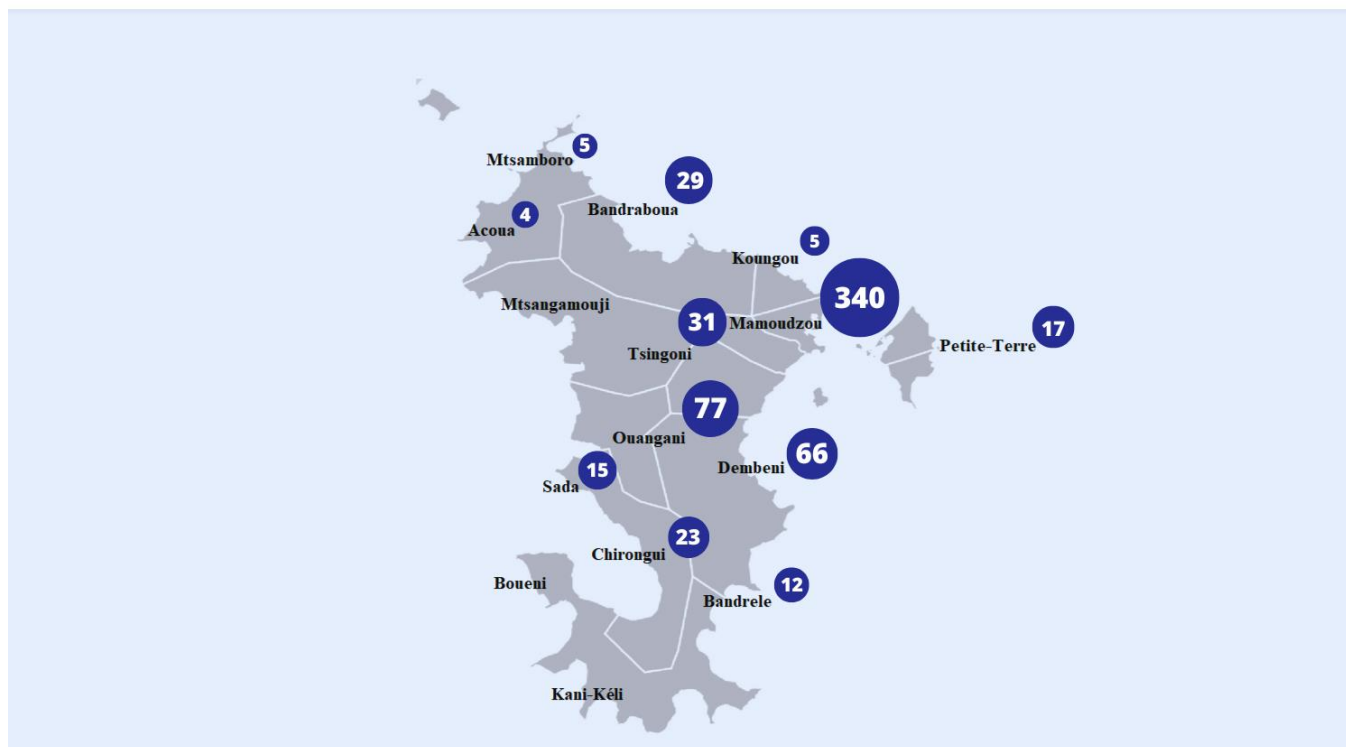 5
Mtsamboro
29
Bandraboua
4
Acoua
5
Koungou
340
Mtsangamouji
31
Mamoudzou
17
Petite-Terre
Tsingoni
77
Ouangani
66
Dembeni
15
Sada
23
Chirongui
Boueni
12
Bandrele
Kani-Kéli